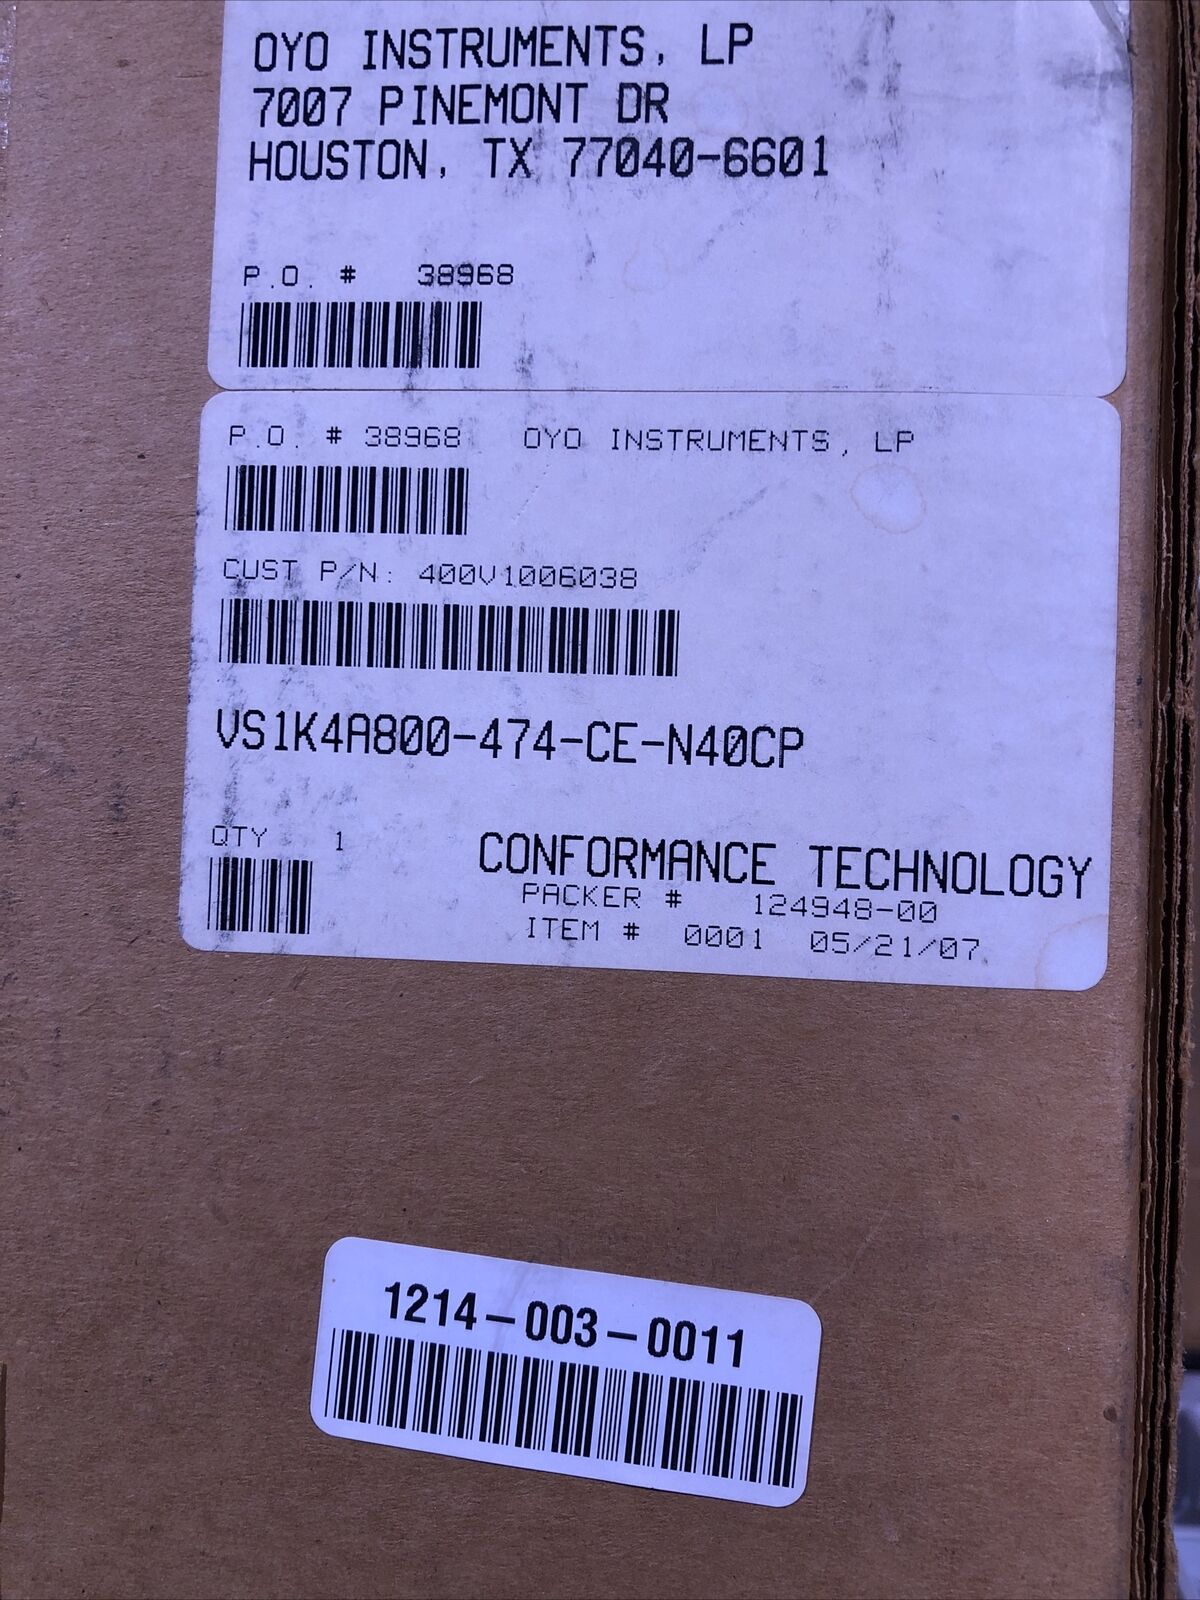 OYO INSTRUMENTS, LP
7007 PINEMONT DR
HOUSTON, TX 77040-6601
P.O. # 38968
P.O. # 38968 OYO INSTRUMENTS, LP
CUST P/N: 400V1006038
VS1K4A800-474-CE-N40CP
QTY 1
CONFORMANCE TECHNOLOGY
PACKER # 124948-00
ITEM # 0001 05/21/07
1214-003-0011